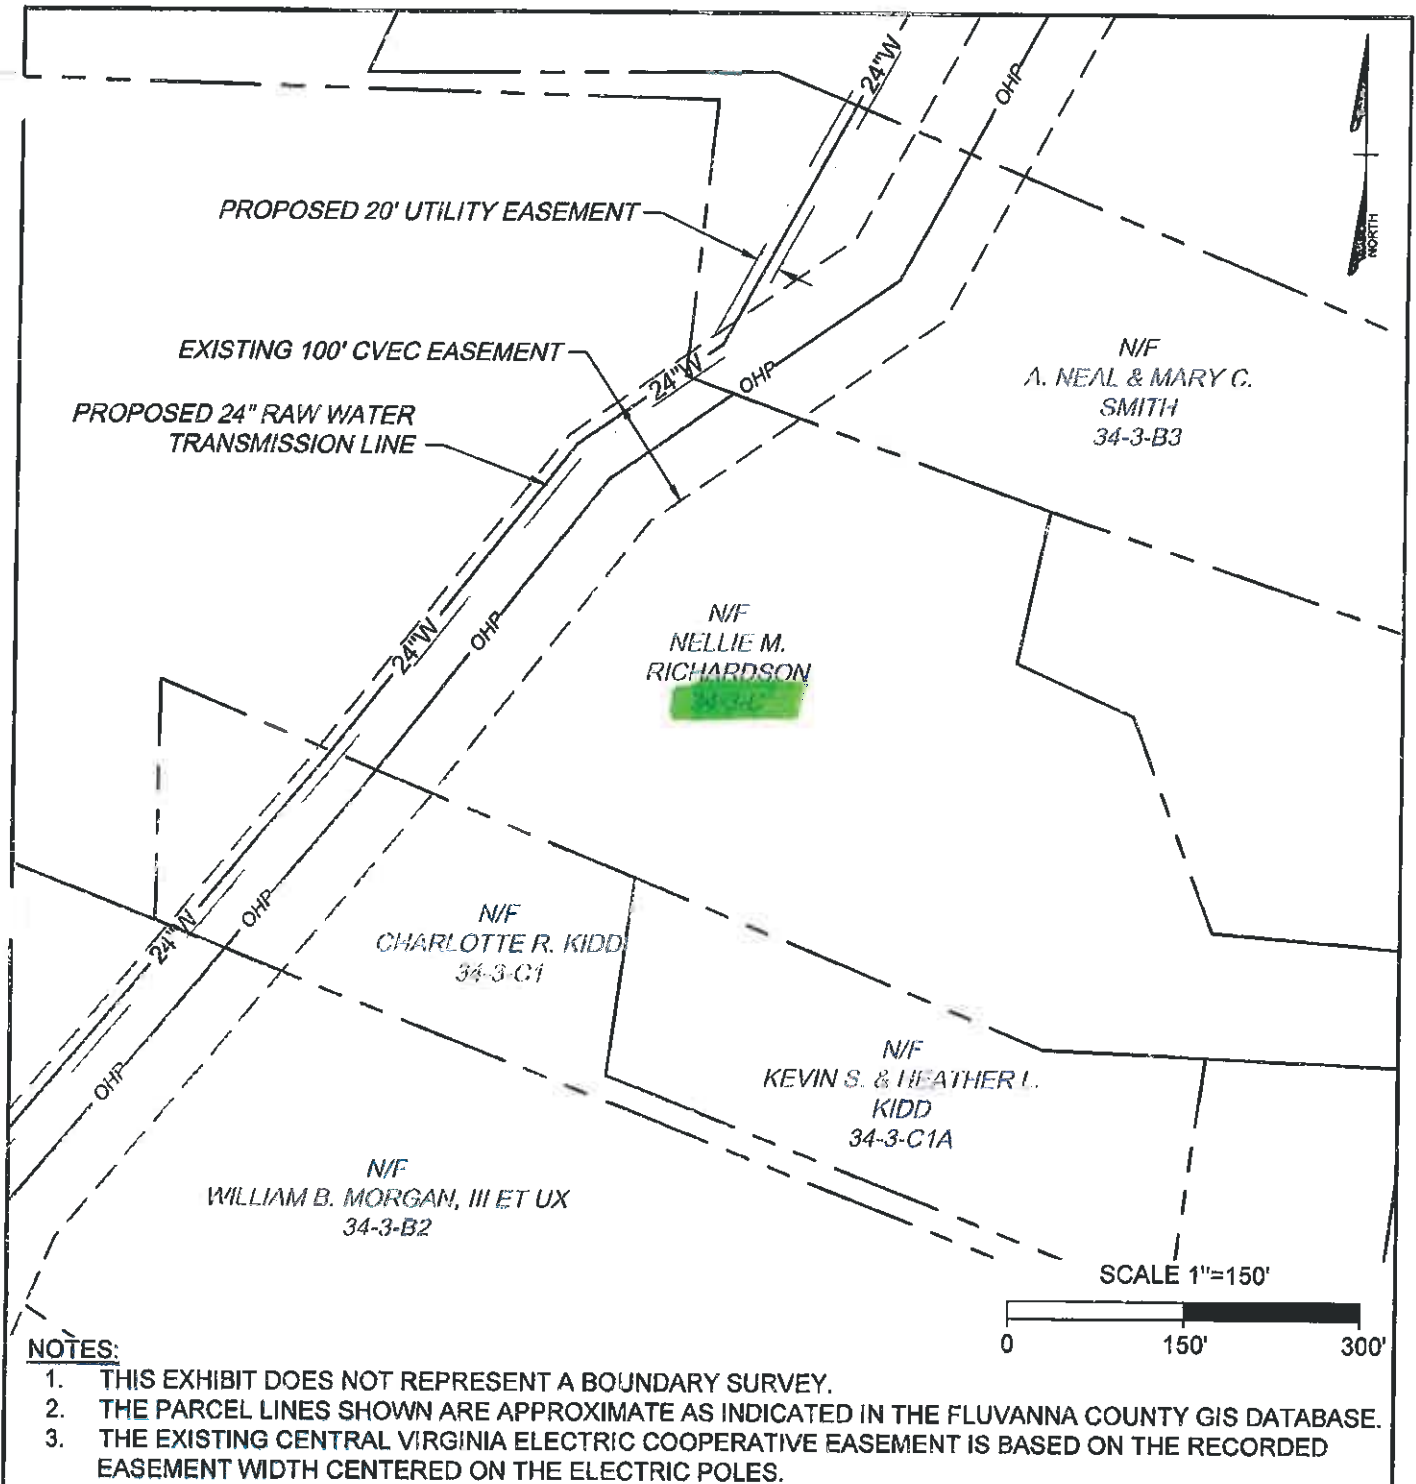 24"W
OHP
PROPOSED 20' UTILITY EASEMENT
NORTH
EXISTING 100' CVEC EASEMENT
24"W
OHP
N/F
A. NEAL & MARY C.
SMITH
34-3-B3
PROPOSED 24" RAW WATER
TRANSMISSION LINE
24"W
OHP
N/F
NELLIE M.
RICHARDSON
24"W
OHP
N/F
CHARLOTTE R. KIDD
34-3-C1
OHP
N/F
KEVIN S. & HEATHER L.
KIDD
34-3-C1A
N/F
WILLIAM B. MORGAN, III ET UX
34-3-B2
SCALE 1"=150'
0 150' 300'
NOTES:
1. THIS EXHIBIT DOES NOT REPRESENT A BOUNDARY SURVEY.
2. THE PARCEL LINES SHOWN ARE APPROXIMATE AS INDICATED IN THE FLUVANNA COUNTY GIS DATABASE.
3. THE EXISTING CENTRAL VIRGINIA ELECTRIC COOPERATIVE EASEMENT IS BASED ON THE RECORDED
EASEMENT WIDTH CENTERED ON THE ELECTRIC POLES.